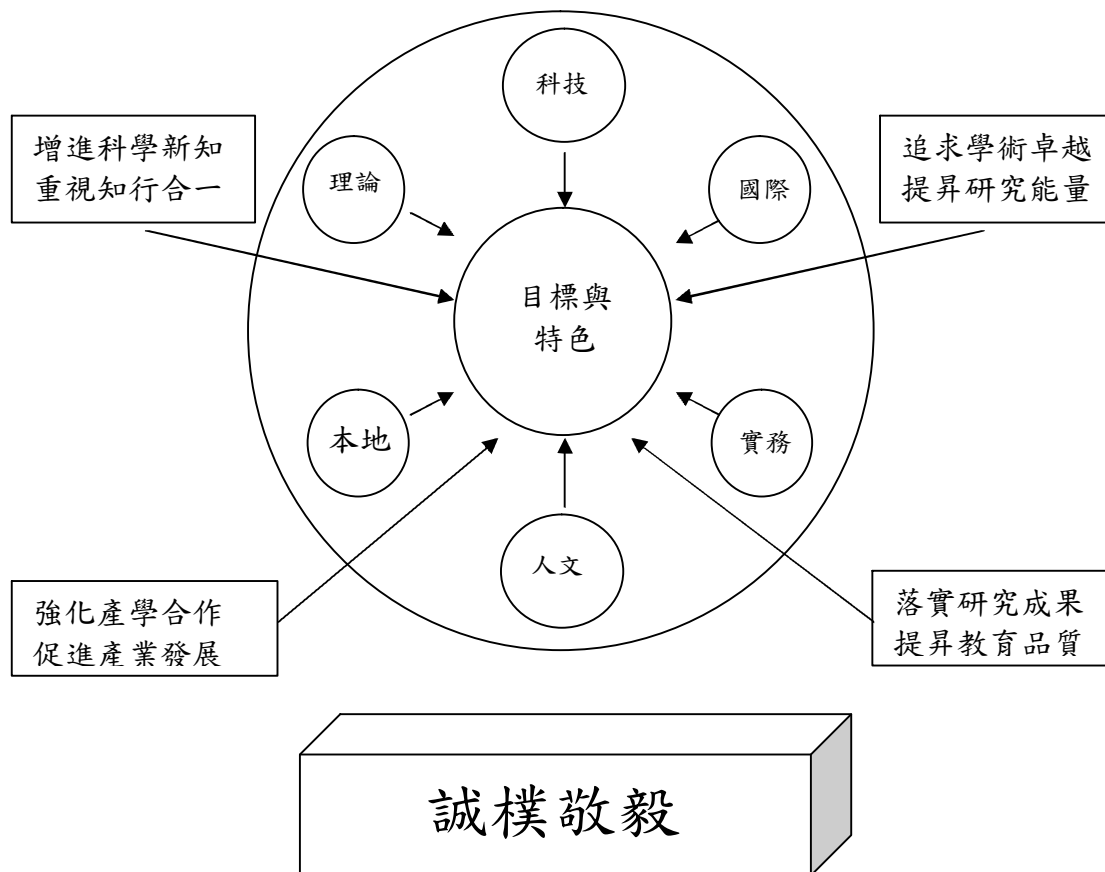 科技
增進科學新知
重視知行合一
理論
國際
追求學術卓越
提昇研究能量
目標與
特色
本地
實務
人文
強化產學合作
促進產業發展
落實研究成果
提昇教育品質
誠樸敬毅